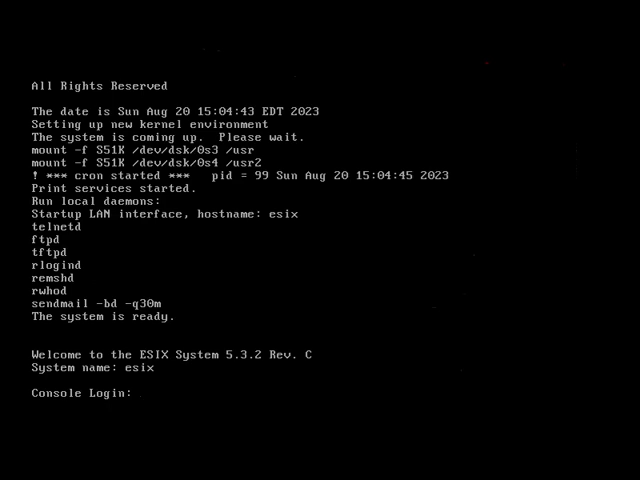 All Rights Reserved
The date is Sun Aug 20 15:04:43 EDT 2023
Setting up new kernel environment
The system is coming up.  Please wait.
mount -f S51K /dev/dsk/0s3 /usr
mount -f S51K /dev/dsk/0s4 /usr2
! *** cron started ***   pid = 99 Sun Aug 20 15:04:45 2023
Print services started.
Run local daemons:
Startup LAN interface, hostname: esix
telnetd
ftpd
tftpd
rlogind
remshd
rwhod
sendmail -bd -q30m
The system is ready.
Welcome to the ESIX System 5.3.2 Rev. C
System name: esix
Console Login: